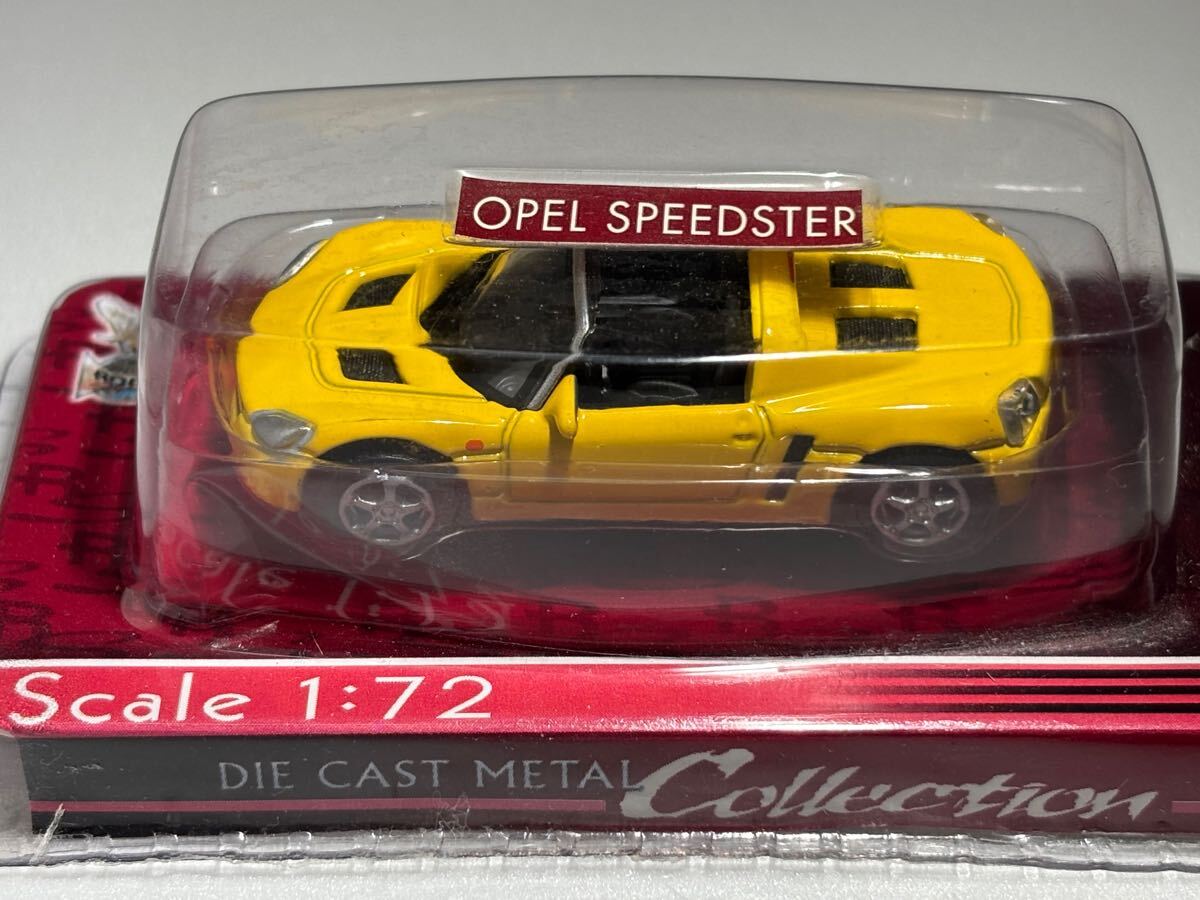 OPEL SPEEDSTER
Scale 1:72
DIE CAST METAL Collection